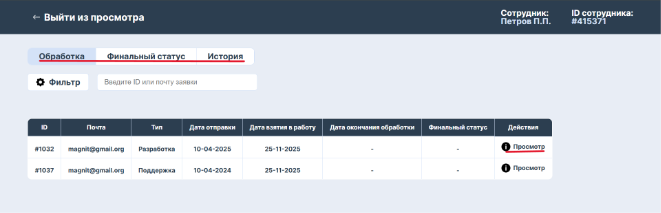 ← Выйти из просмотра
Сотрудник: ID сотрудника:
Петров П.П. #415371
Обработка Финальный статус История
Фильтр Введите ID или почту заявки
ID Почта Тип Дата отправки Дата взятия в работу Дата окончания обработки Финальный статус Действия
#1032 magnit@gmail.org Разработка 10-04-2025 25-11-2025 - - Просмотр
#1037 magnit@gmail.org Поддержка 10-04-2024 25-11-2025 - - Просмотр